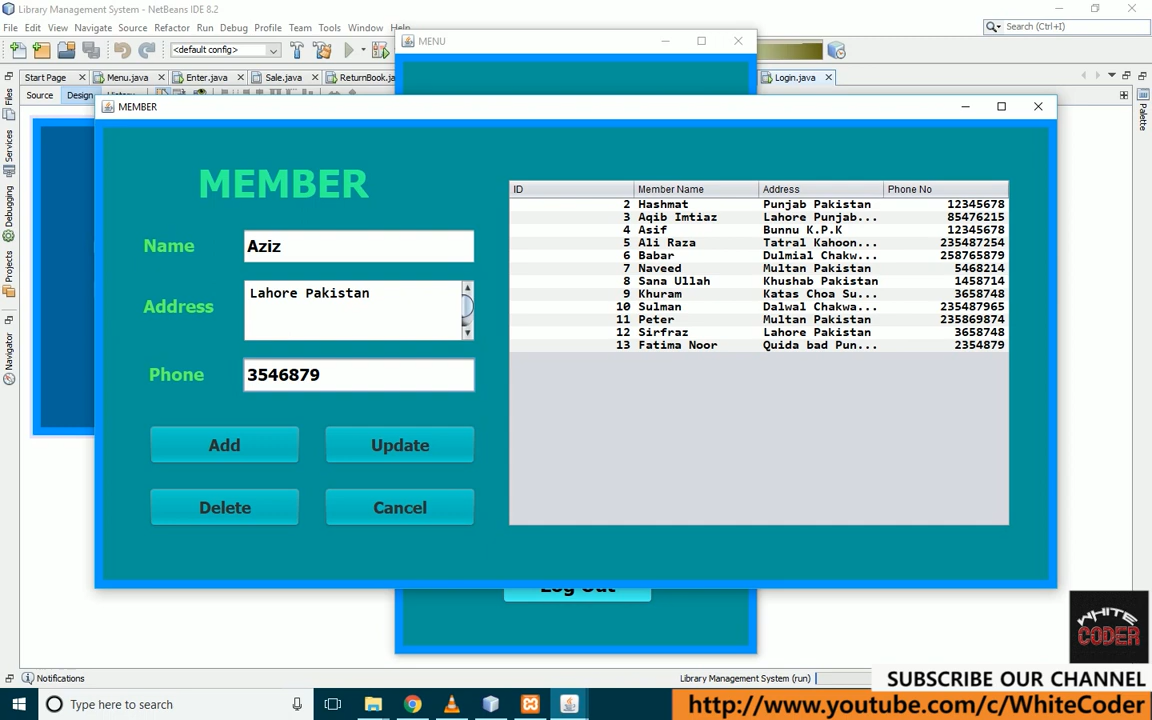 Library Management System - NetBeans IDE 8.2
File Edit View Navigate Source Refactor Run Debug Profile Team Tools Window Help
Search (Ctrl+I)
<default config>
MENU
Start Page Menu.java Enter.java Sale.java ReturnBook.ja Login.java
Source Design History
MEMBER
MEMBER
Name Aziz
Address Lahore Pakistan
Phone 3546879
Add Update
Delete Cancel
ID Member Name Address Phone No
2 Hashmat Punjab Pakistan 12345678
3 Aqib Imtiaz Lahore Punjab... 85476215
4 Asif Bunnu K.P.K 12345678
5 Ali Raza Tatral Kahoon... 235487254
6 Babar Dulmial Chakw... 258765879
7 Naveed Multan Pakistan 5468214
8 Sana Ullah Khushab Pakistan 1458714
9 Khuram Katas Choa Su... 3658748
10 Sulman Dalwal Chakwa... 235487965
11 Peter Multan Pakistan 235869874
12 Sirfraz Lahore Pakistan 3658748
13 Fatima Noor Quida bad Pun... 2354879
Log Out
Files
Services
Debugging
Projects
Navigator
Palette
WHITE
CODER
Notifications
Library Management System (run)
SUBSCRIBE OUR CHANNEL
Type here to search
http://www.youtube.com/c/WhiteCoder